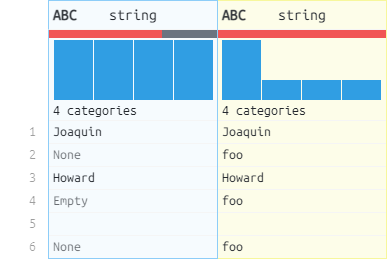 ABC string ABC string
4 categories 4 categories
1 Joaquin Joaquin
2 None foo
3 Howard Howard
4 Empty foo
5
6 None foo